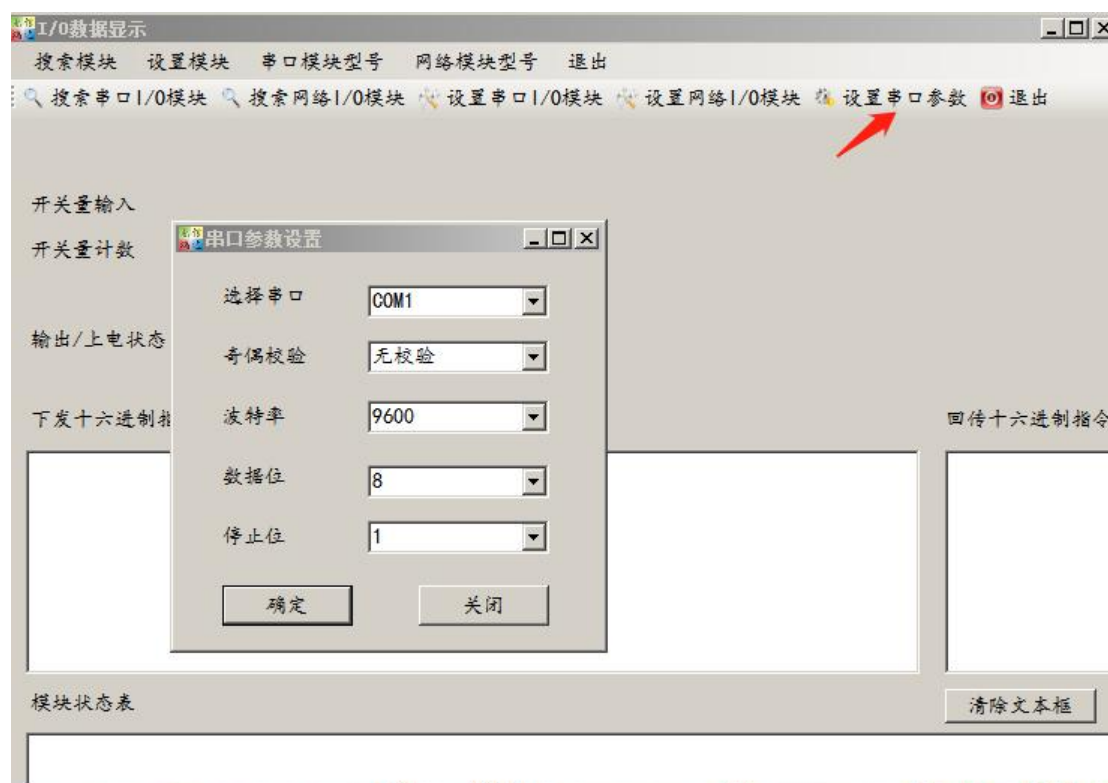 I/O数据显示
搜索模块 设置模块 串口模块型号 网络模块型号 退出
搜索串口I/O模块 搜索网络I/O模块 设置串口I/O模块 设置网络I/O模块 设置串口参数 退出
开关量输入
串口参数设置
开关量计数
选择串口 COM1
输出/上电状态
奇偶校验 无校验
下发十六进制指
波特率 9600
回传十六进制指令
数据位 8
停止位 1
确定 关闭
模块状态表
清除文本框